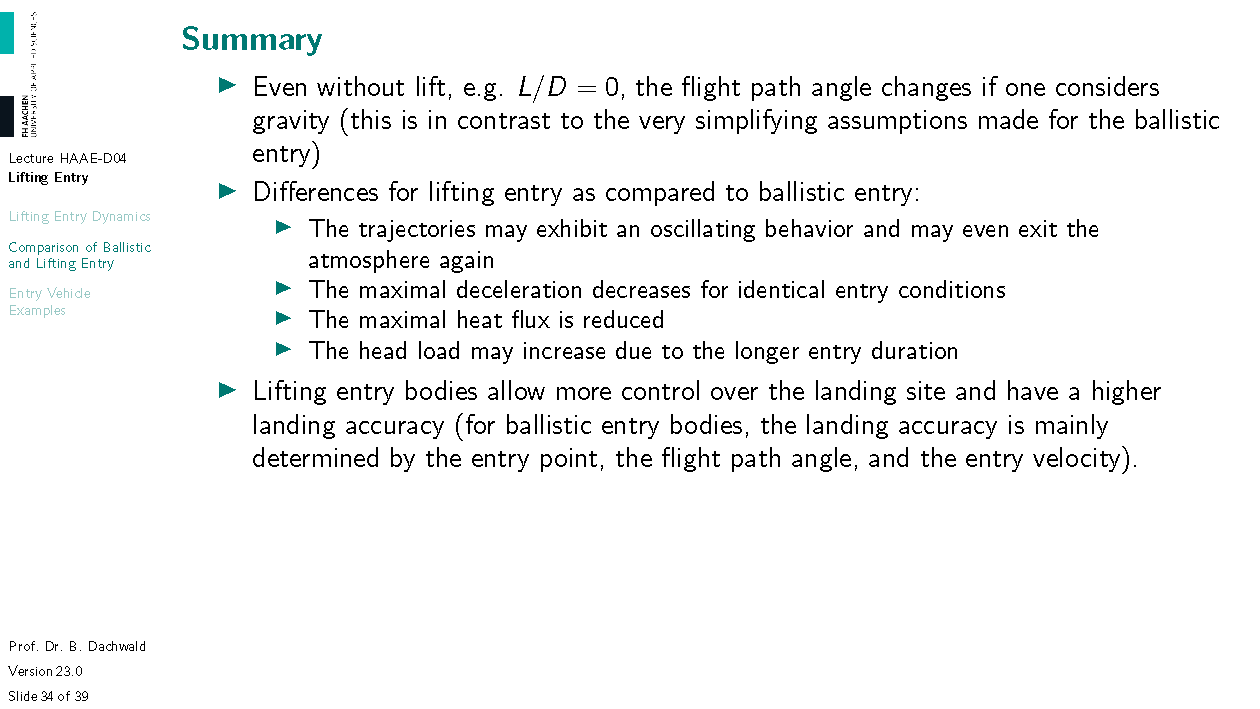 FH AACHEN
UNIVERSITY OF APPLIED SCIENCES
Lecture HAAE-D04
Lifting Entry
Lifting Entry Dynamics
Comparison of Ballistic
and Lifting Entry
Entry Vehicle
Examples
Prof. Dr. B. Dachwald
Version 23.0
Slide 34 of 39
Summary
Even without lift, e.g. L/D = 0, the flight path angle changes if one considers
gravity (this is in contrast to the very simplifying assumptions made for the ballistic
entry)
Differences for lifting entry as compared to ballistic entry:
The trajectories may exhibit an oscillating behavior and may even exit the
atmosphere again
The maximal deceleration decreases for identical entry conditions
The maximal heat flux is reduced
The head load may increase due to the longer entry duration
Lifting entry bodies allow more control over the landing site and have a higher
landing accuracy (for ballistic entry bodies, the landing accuracy is mainly
determined by the entry point, the flight path angle, and the entry velocity).